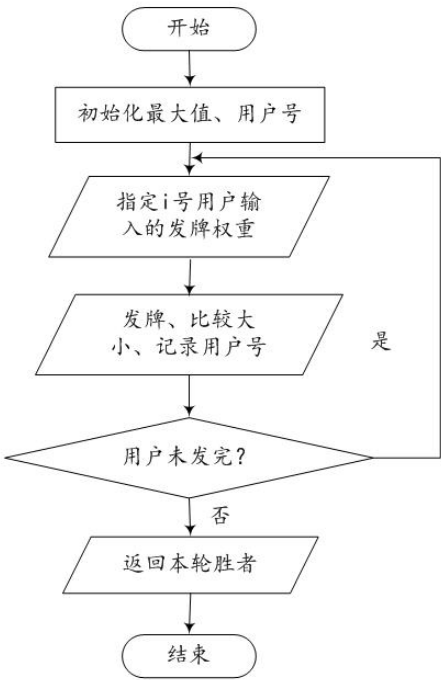 开始
初始化最大值、用户号
指定i号用户输
入的发牌权重
发牌、比较大
小、记录用户号
是
用户未发完?
否
返回本轮胜者
结束